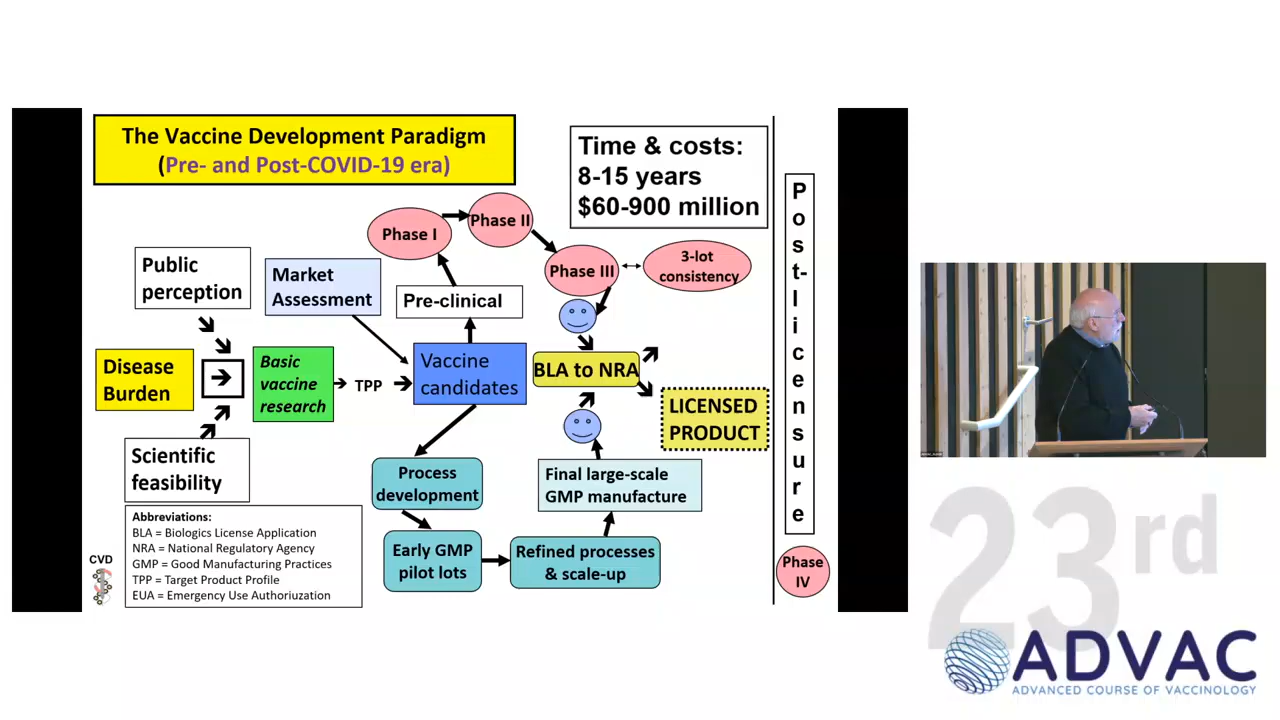 The Vaccine Development Paradigm
(Pre- and Post-COVID-19 era)
Time & costs:
8-15 years
$60-900 million
Public
perception
Disease
Burden
Scientific
feasibility
Basic
vaccine
research
TPP
Market
Assessment
Vaccine
candidates
Pre-clinical
Phase I
Phase II
Phase III
3-lot
consistency
Process
development
Early GMP
pilot lots
Refined processes
& scale-up
Final large-scale
GMP manufacture
BLA to NRA
LICENSED
PRODUCT
Post-licensure
Phase
IV
Abbreviations:
BLA = Biologics License Application
NRA = National Regulatory Agency
GMP = Good Manufacturing Practices
TPP = Target Product Profile
EUA = Emergency Use Authoriuzation
CVD
23rd
ADVAC
ADVANCED COURSE OF VACCINOLOGY